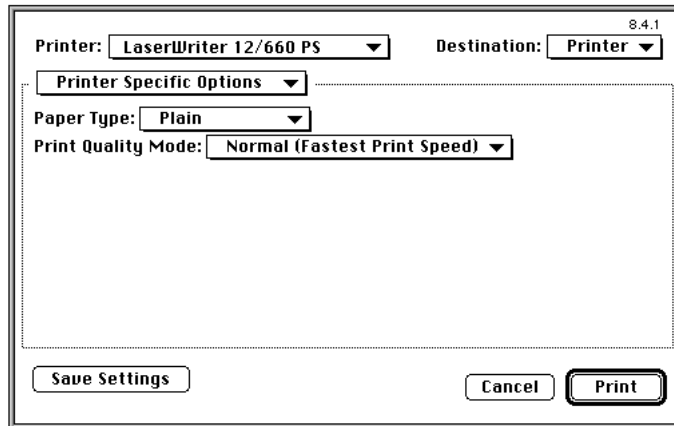 8.4.1
Printer: LaserWriter 12/660 PS Destination: Printer
Printer Specific Options
Paper Type: Plain
Print Quality Mode: Normal (Fastest Print Speed)
Save Settings Cancel Print